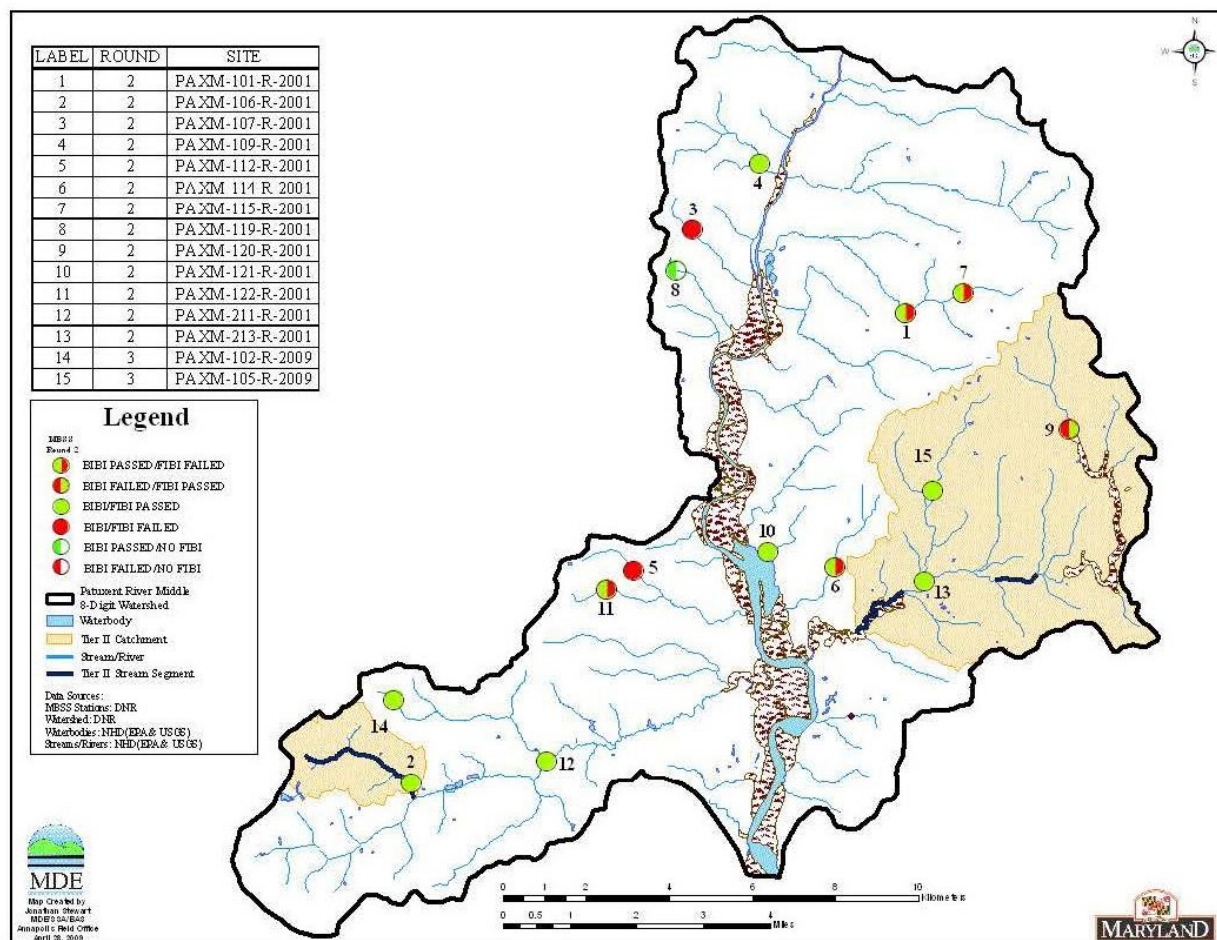 LABEL ROUND SITE
1 2 PAXM-101-R-2001
2 2 PAXM-106-R-2001
3 2 PAXM-107-R-2001
4 2 PAXM-109-R-2001
5 2 PAXM-112-R-2001
6 2 PAXM-114-R-2001
7 2 PAXM-115-R-2001
8 2 PAXM-119-R-2001
9 2 PAXM-120-R-2001
10 2 PAXM-121-R-2001
11 2 PAXM-122-R-2001
12 2 PAXM-211-R-2001
13 2 PAXM-213-R-2001
14 3 PAXM-102-R-2009
15 3 PAXM-105-R-2009
Legend
MBSS
Round 2
BIBI PASSED/FIBI FAILED
BIBI FAILED/FIBI PASSED
BIBI/FIBI PASSED
BIBI/FIBI FAILED
BIBI PASSED/NO FIBI
BIBI FAILED/NO FIBI
Patuxent River Middle
8-Digit Watershed
Waterbody
Tier II Catchment
Stream/River
Tier II Stream Segment
Data Sources:
MBSS Stations: DNR
Watershed: DNR
Waterbodies: NHD(EPA & USGS)
Streams/Rivers: NHD(EPA & USGS)
N
W
E
S
4
3
8
7
1
9
15
10
6
13
5
11
14
2
12
MDE
Map Created by
Jonathan Stewart
MDE/SSA/EAS
Annapolis Field Office
April 28, 2009
0 1 2 4 6 8 10
Kilometers
0 0.5 1 2 3 4
Miles
MARYLAND